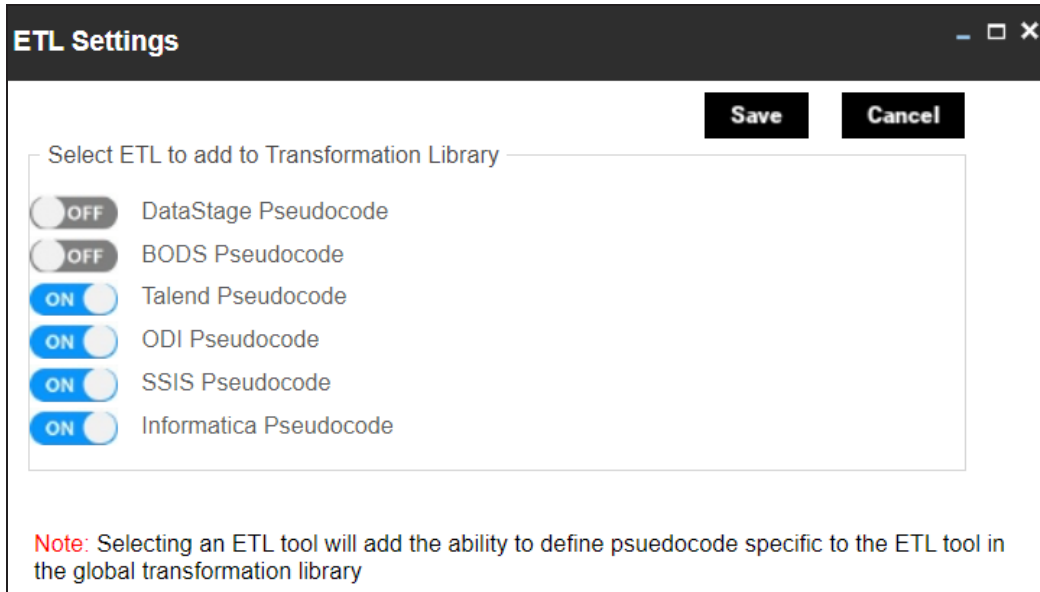 ETL Settings
Save Cancel
Select ETL to add to Transformation Library
OFF DataStage Pseudocode
OFF BODS Pseudocode
ON Talend Pseudocode
ON ODI Pseudocode
ON SSIS Pseudocode
ON Informatica Pseudocode
Note: Selecting an ETL tool will add the ability to define psuedocode specific to the ETL tool in
the global transformation library